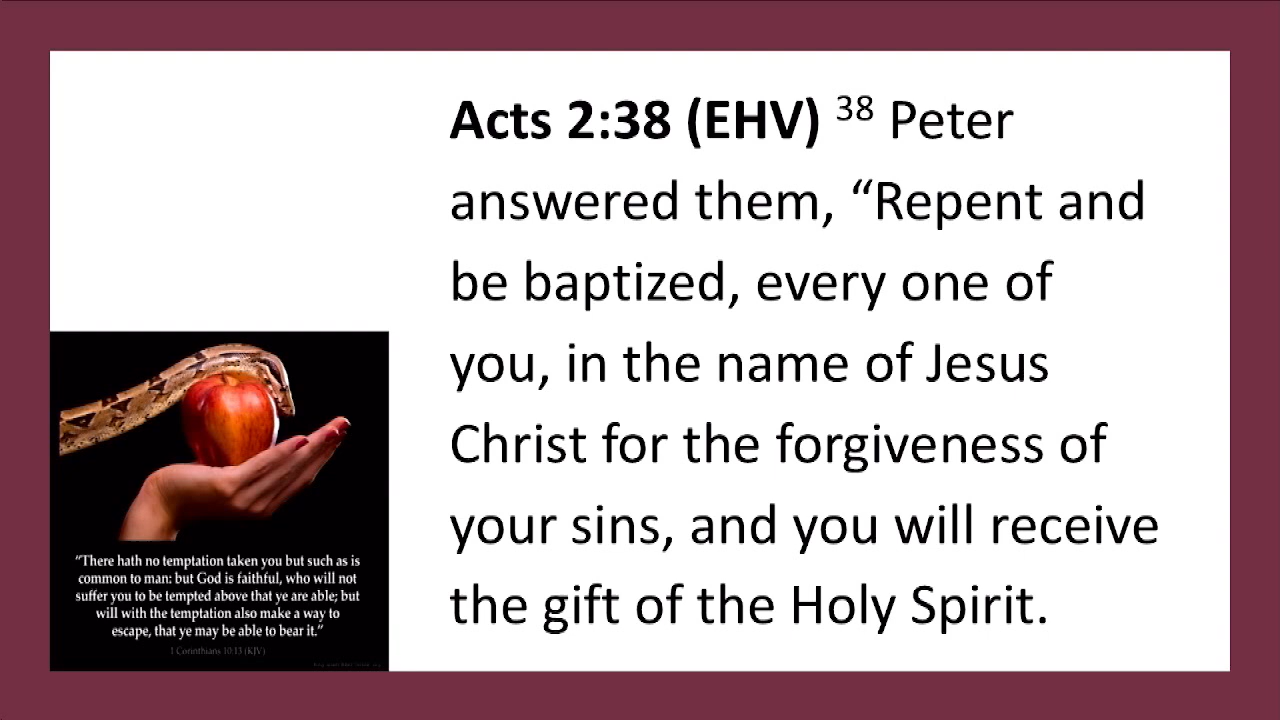 Acts 2:38 (EHV) ³⁸ Peter
answered them, “Repent and
be baptized, every one of
you, in the name of Jesus
Christ for the forgiveness of
your sins, and you will receive
the gift of the Holy Spirit.
“There hath no temptation taken you but such as is
common to man: but God is faithful, who will not
suffer you to be tempted above that ye are able; but
will with the temptation also make a way to
escape, that ye may be able to bear it.”
1 Corinthians 10:13 (KJV)